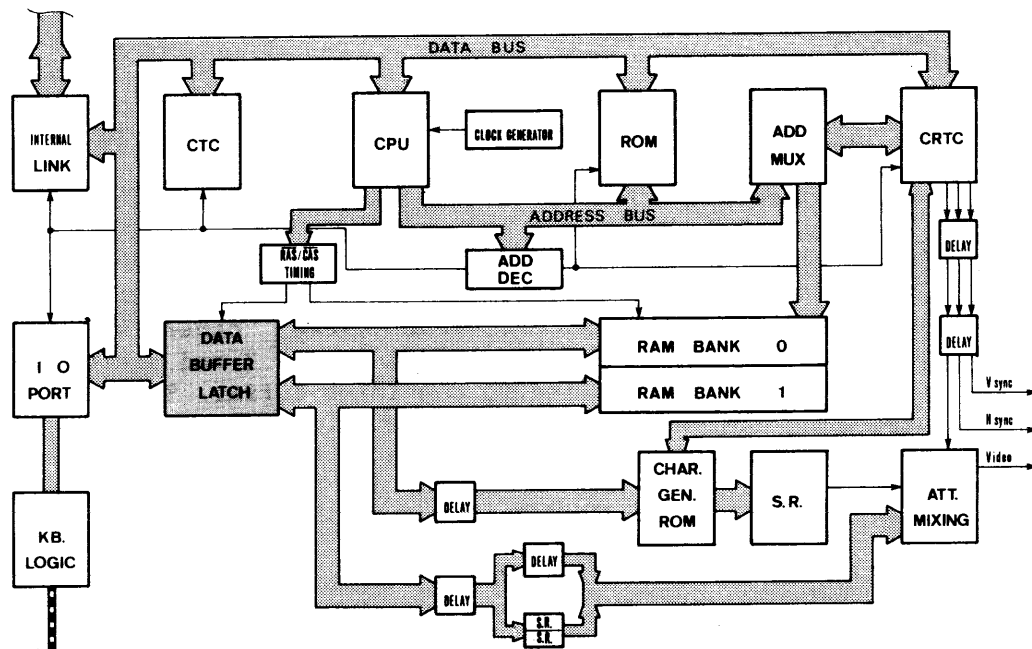 DATA BUS
INTERNAL
LINK
CTC
CPU
CLOCK GENERATOR
ROM
ADD
MUX
CRTC
ADDRESS BUS
RAS/CAS
TIMING
ADD
DEC
DELAY
DELAY
I O
PORT
DATA
BUFFER
LATCH
RAM BANK 0
RAM BANK 1
V sync
H sync
Video
KB.
LOGIC
DELAY
CHAR.
GEN.
ROM
S.R.
ATT.
MIXING
DELAY
DELAY
S.R.
S.R.